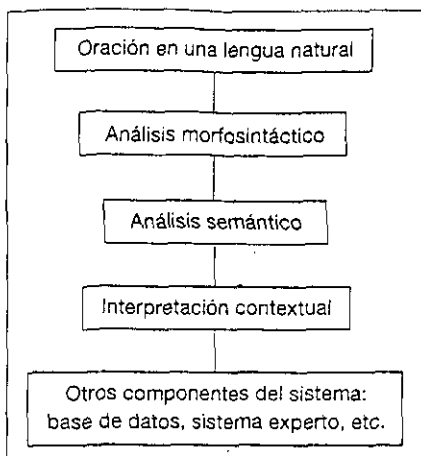 Oración en una lengua natural
Análisis morfosintáctico
Análisis semántico
Interpretación contextual
Otros componentes del sistema:
base de datos, sistema experto, etc.